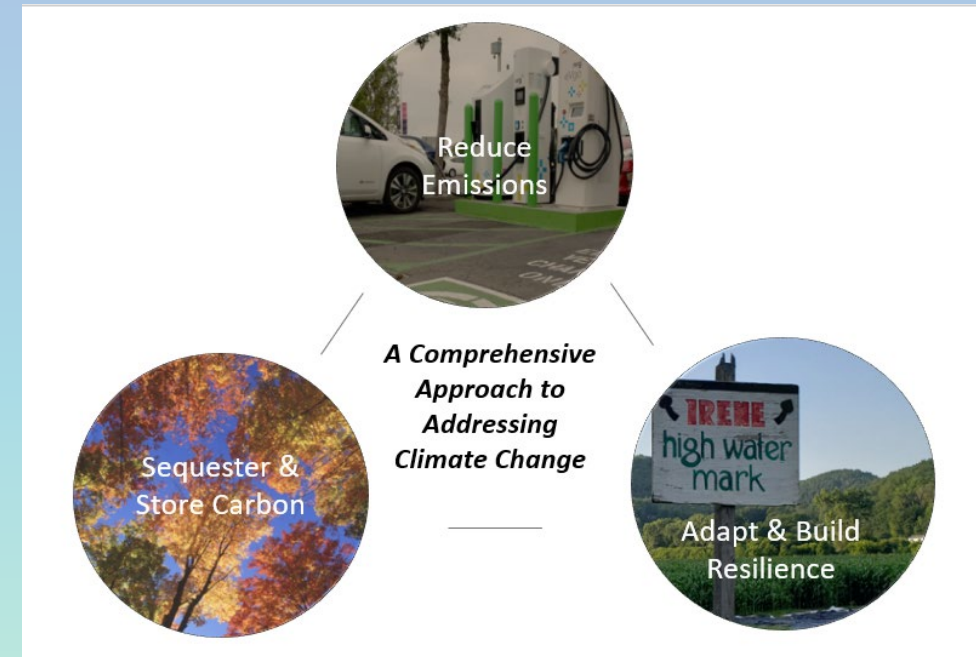 Reduce
Emissions
A Comprehensive
Approach to
Addressing
Climate Change
Sequester &
Store Carbon
IRENE
high water
mark
Adapt & Build
Resilience